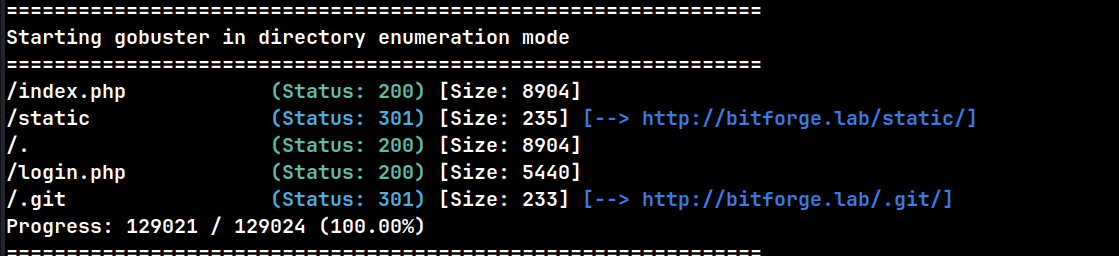 ===============================================================
Starting gobuster in directory enumeration mode
===============================================================
/index.php            (Status: 200) [Size: 8904]
/static               (Status: 301) [Size: 235] [--> http://bitforge.lab/static/]
/.                    (Status: 200) [Size: 8904]
/login.php            (Status: 200) [Size: 5440]
/.git                 (Status: 301) [Size: 233] [--> http://bitforge.lab/.git/]
Progress: 129021 / 129024 (100.00%)
===============================================================